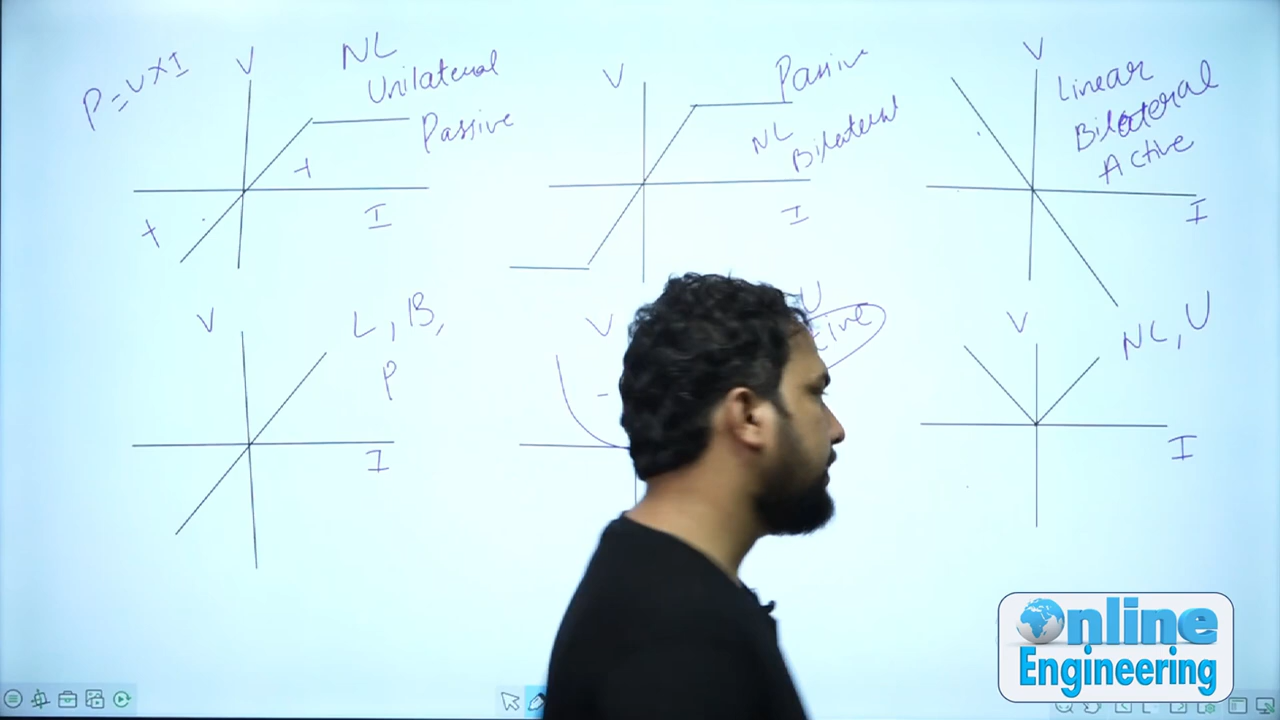 P=V×I
V
NL
Unilateral
Passive
+
+
I
V
Passive
NL
Bilateral
I
V
Linear
Bilateral
Active
I
V
L, B,
P
I
V
-
U
V
NL, U
I
Online
Engineering